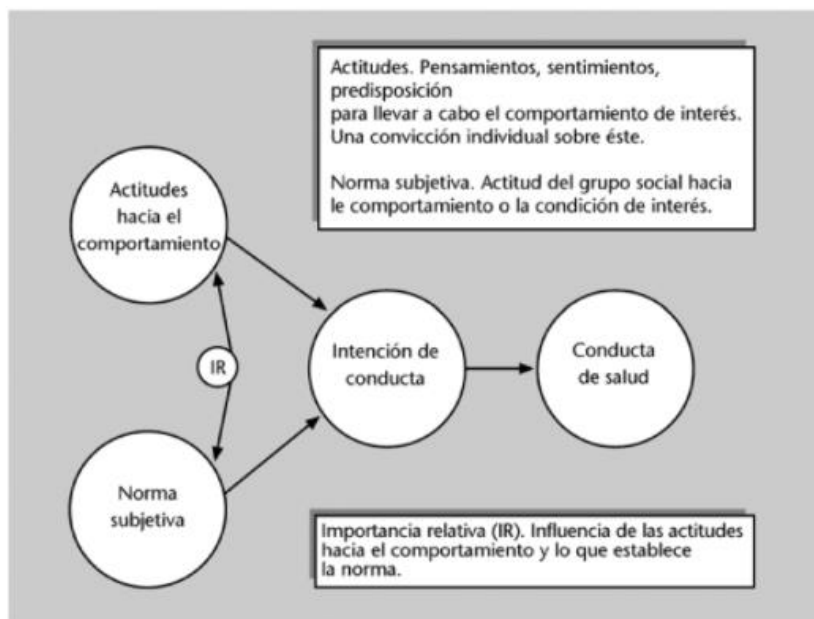 Actitudes. Pensamientos, sentimientos,
predisposición
para llevar a cabo el comportamiento de interés.
Una convicción individual sobre éste.
Norma subjetiva. Actitud del grupo social hacia
le comportamiento o la condición de interés.
Actitudes
hacia el
comportamiento
IR
Intención de
conducta
Conducta
de salud
Norma
subjetiva
Importancia relativa (IR). Influencia de las actitudes
hacia el comportamiento y lo que establece
la norma.